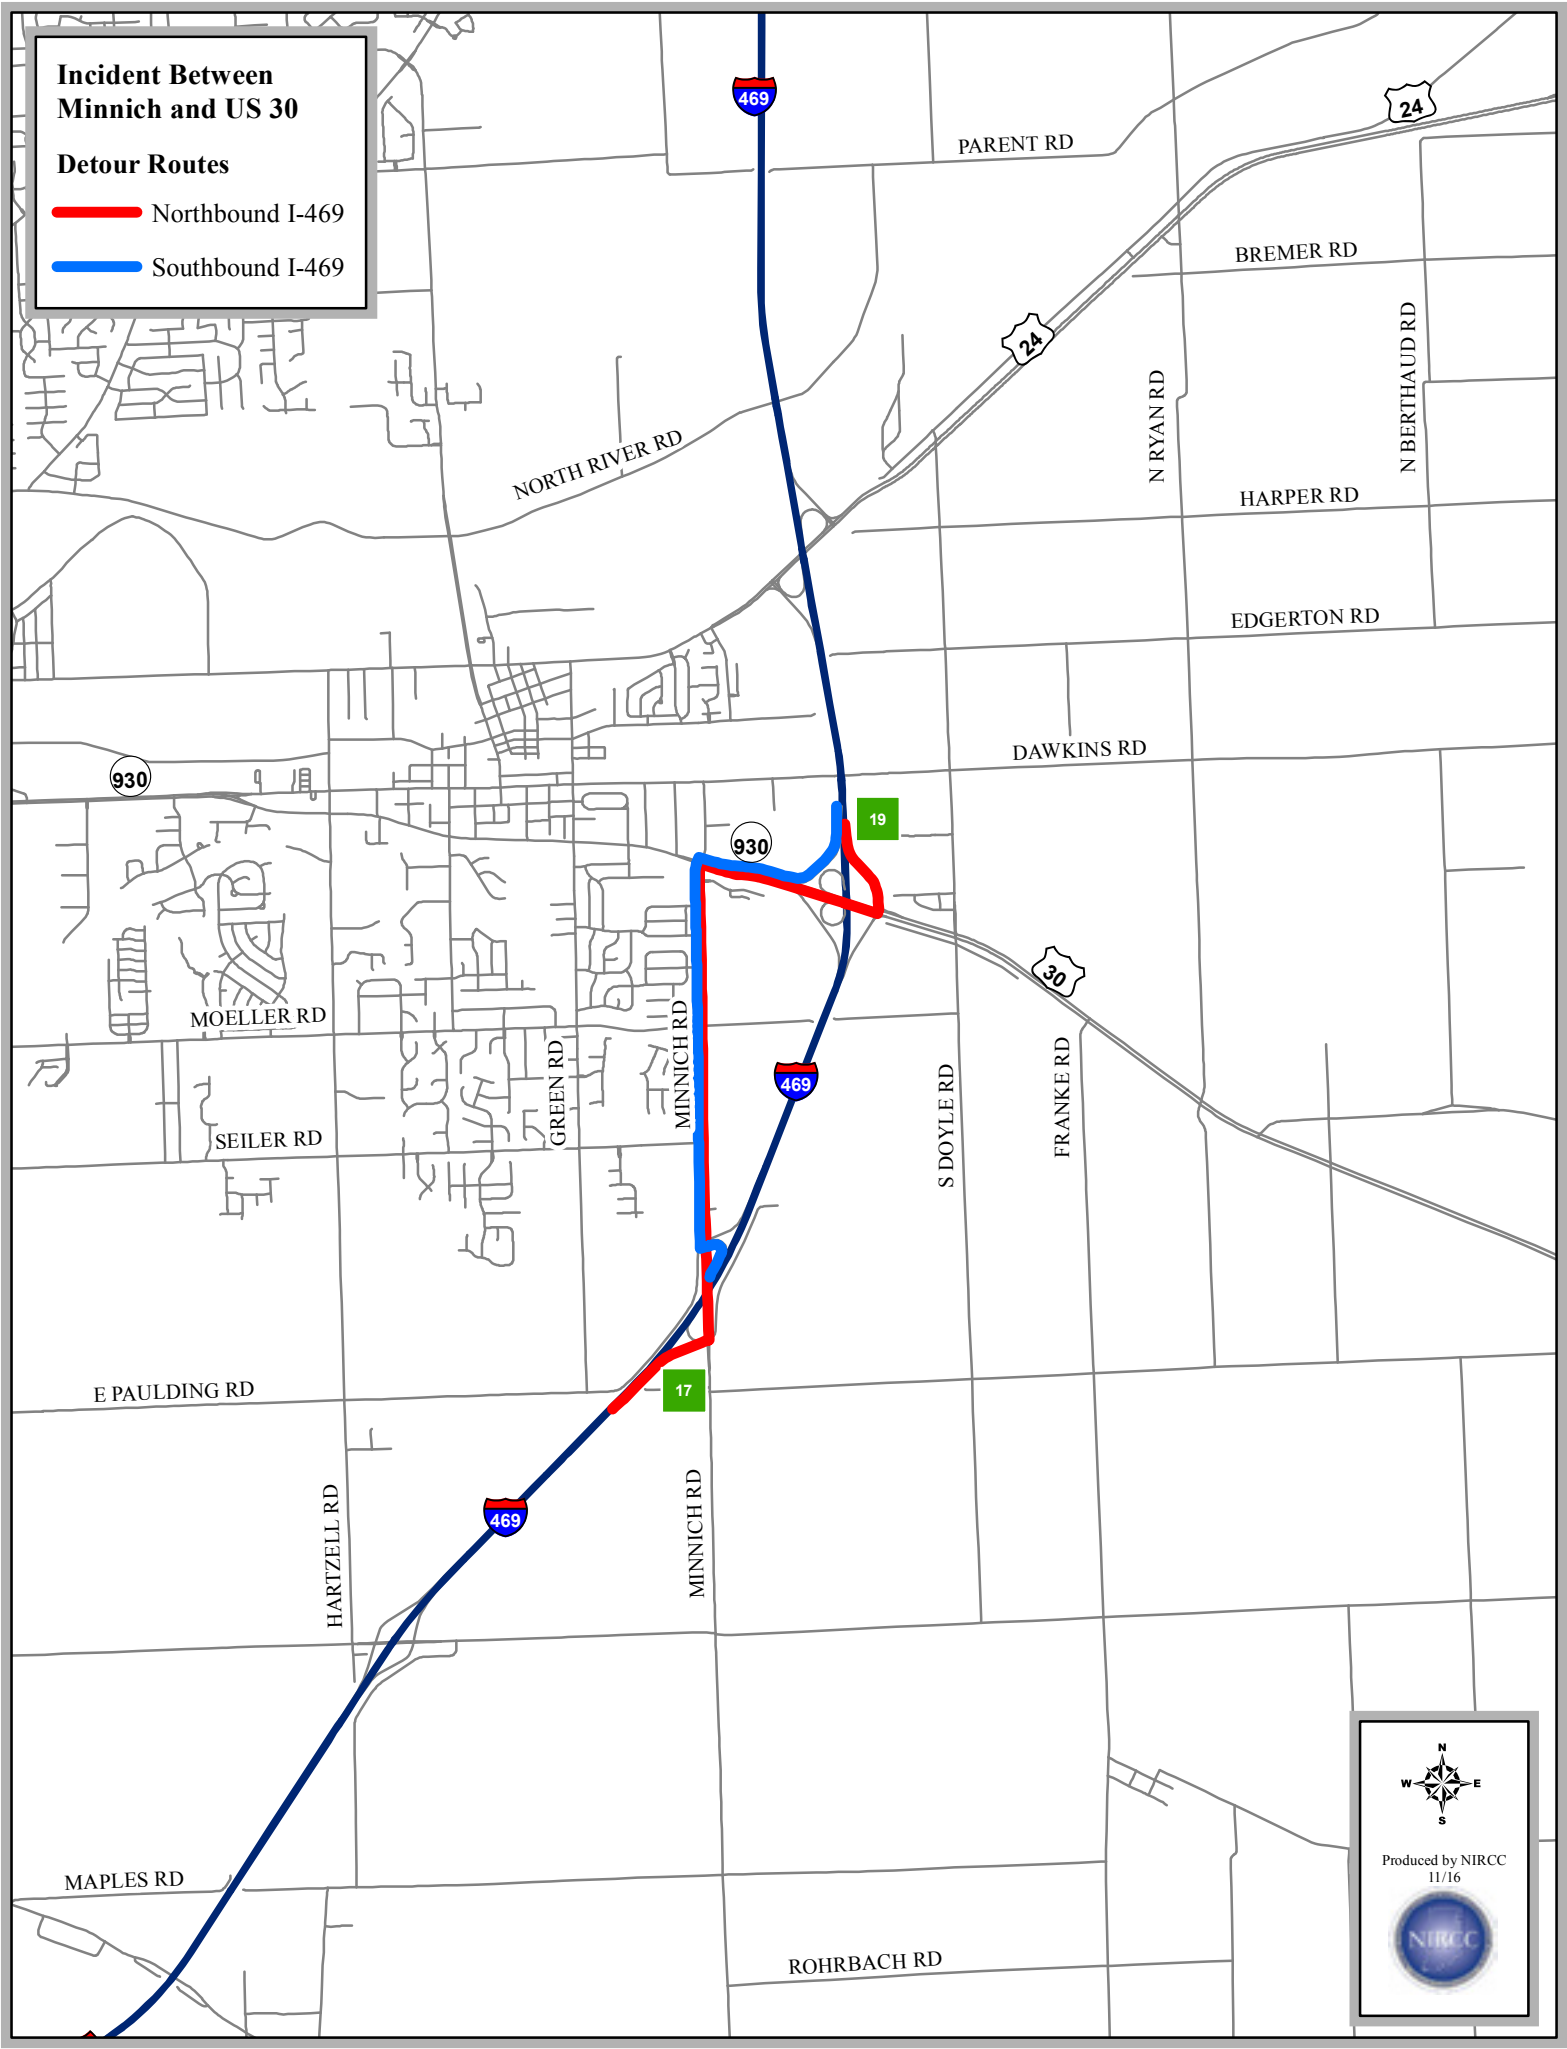 Incident Between
Minnich and US 30
Detour Routes
Northbound I-469
Southbound I-469
469
24
PARENT RD
BREMER RD
24
N BERTHAUD RD
N RYAN RD
NORTH RIVER RD
HARPER RD
EDGERTON RD
DAWKINS RD
930
19
930
30
MOELLER RD
MINNICH RD
GREEN RD
469
S DOYLE RD
FRANKE RD
SEILER RD
E PAULDING RD
17
HARTZELL RD
469
MINNICH RD
MAPLES RD
ROHRBACH RD
N
W E
S
Produced by NIRCC
11/16
NIRCC